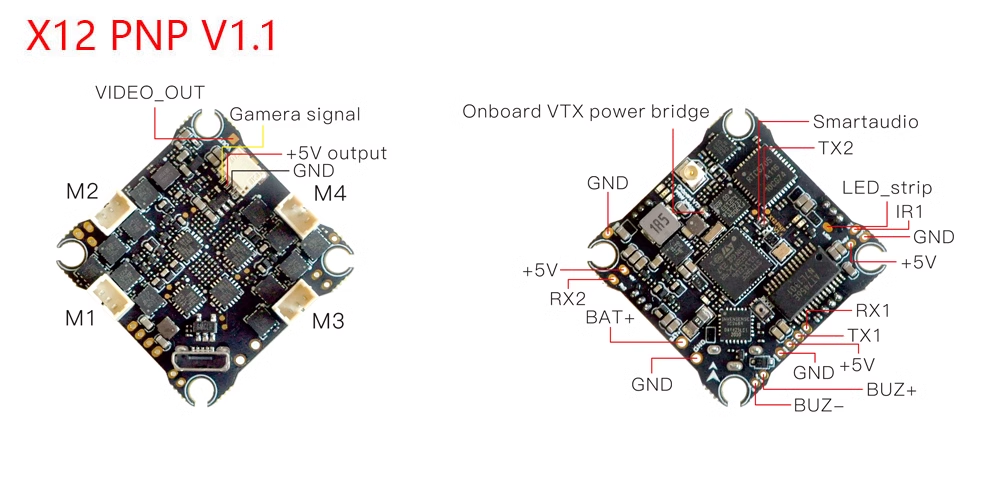 X12 PNP V1.1
VIDEO_OUT
Gamera signal
+5V output
GND
M2
M4
M1
M3
Onboard VTX power bridge
Smartaudio
TX2
GND
LED_strip
IR1
GND
+5V
+5V
RX2
BAT+
GND
RX1
TX1
+5V
GND
BUZ+
BUZ-
1R5